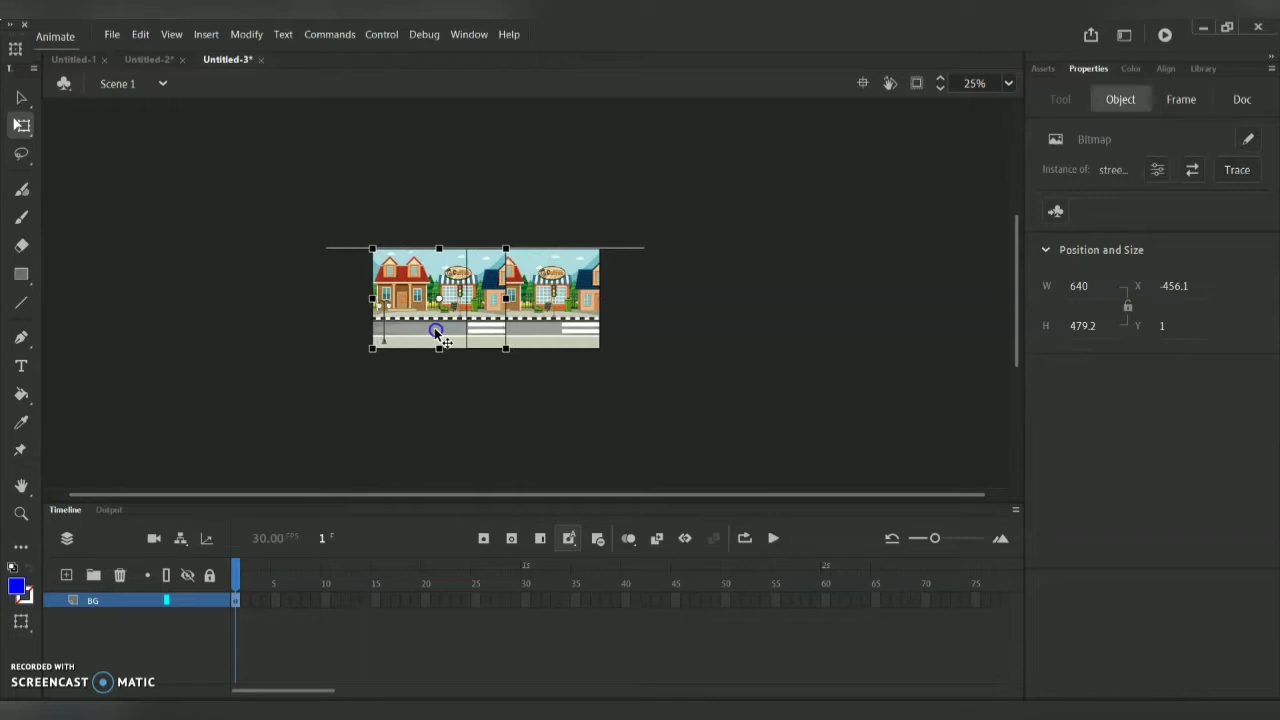 Animate File Edit View Insert Modify Text Commands Control Debug Window Help
Untitled-1 Untitled-2* Untitled-3*
T.
Assets Properties Color Align Library
Scene 1 25%
Tool Object Frame Doc
Bitmap
Instance of: stree... Trace
Position and Size
W 640 X -456.1
H 479.2 Y 1
Timeline Output
30.00 FPS 1 F
1s 2s
5 10 15 20 25 30 35 40 45 50 55 60 65 70 75
BG
RECORDED WITH
SCREENCAST MATIC